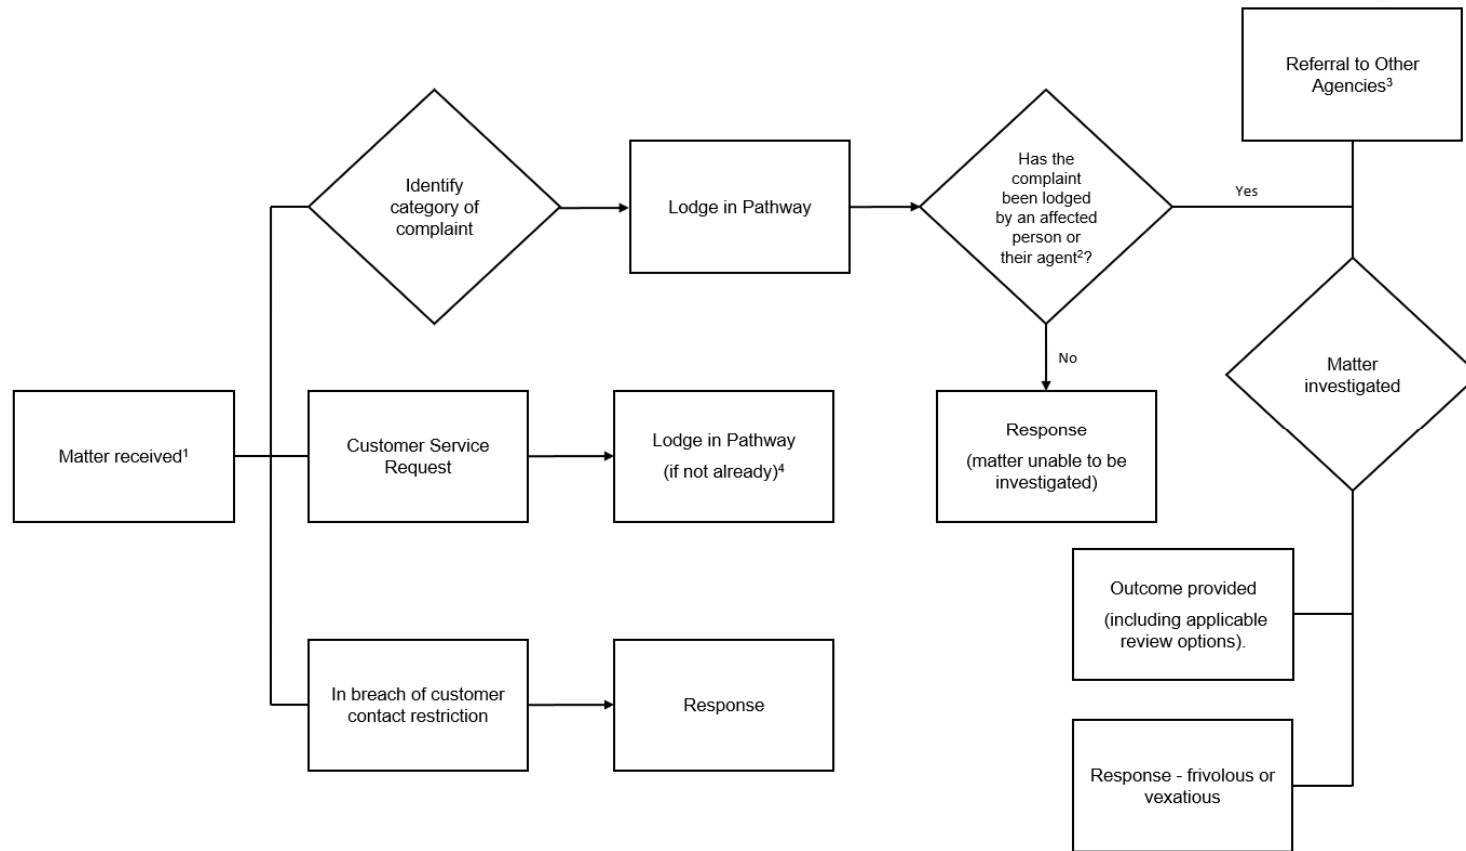 Referral to Other
Agencies³
Identify
category of
complaint
Lodge in Pathway
Has the
complaint
been lodged
by an affected
person or
their agent²?
Yes
No
Matter
investigated
Matter received¹
Customer Service
Request
Lodge in Pathway
(if not already)⁴
Response
(matter unable to be
investigated)
Outcome provided
(including applicable
review options).
In breach of customer
contact restriction
Response
Response - frivolous or
vexatious